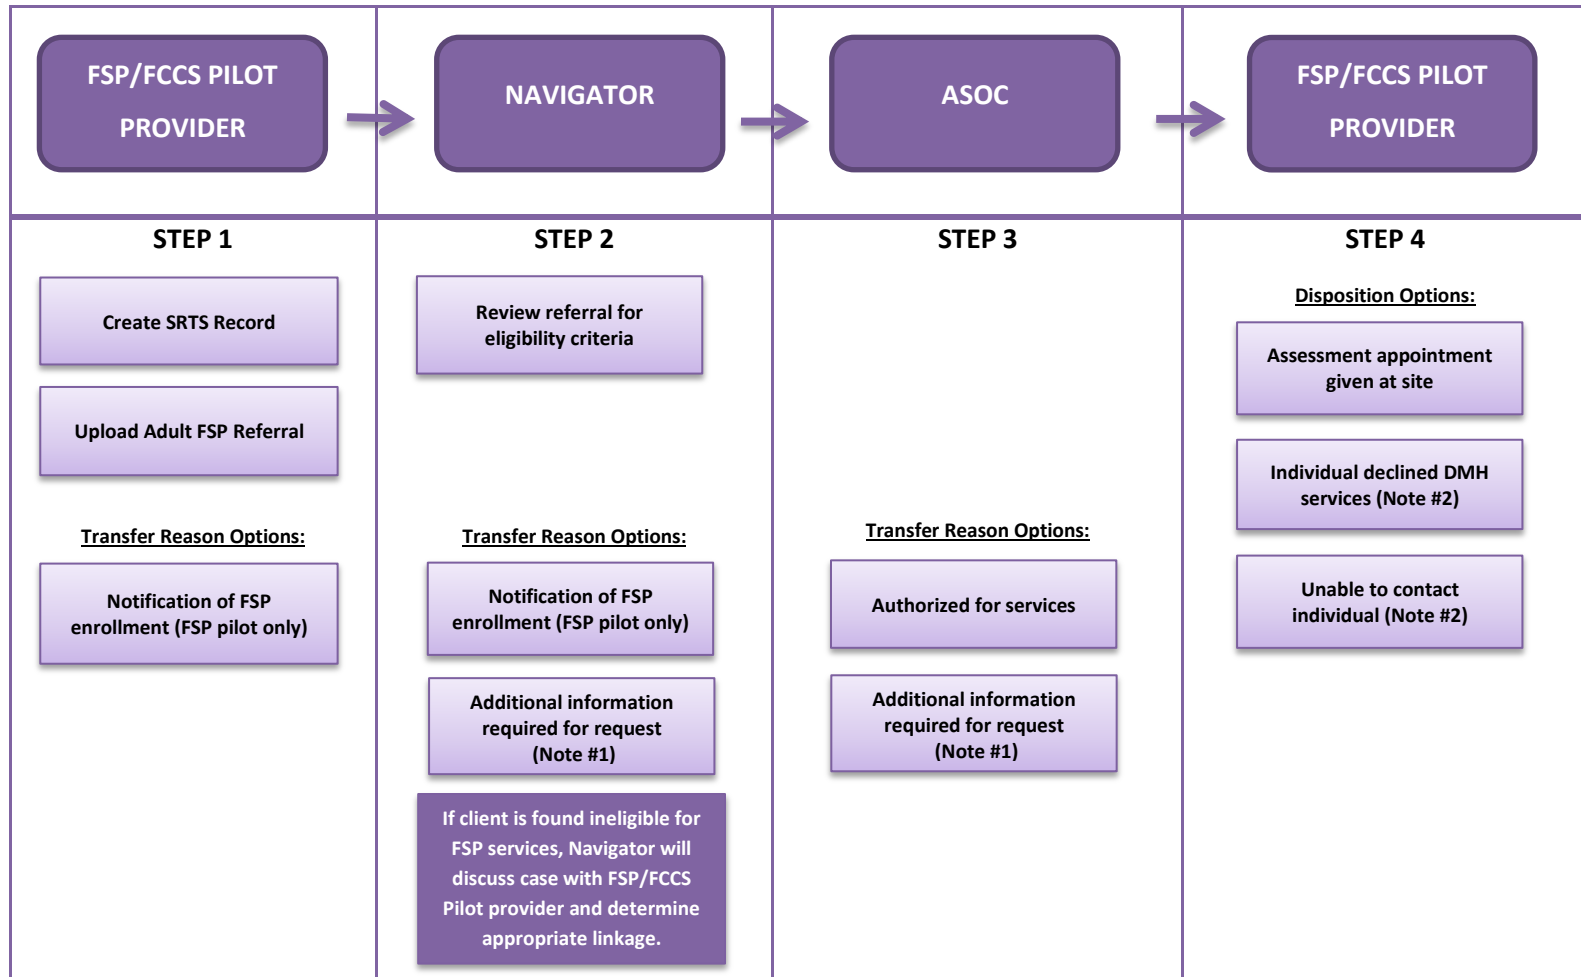 FSP/FCCS PILOT
PROVIDER
NAVIGATOR
ASOC
FSP/FCCS PILOT
PROVIDER
STEP 1
Create SRTS Record
Upload Adult FSP Referral
Transfer Reason Options:
Notification of FSP
enrollment (FSP pilot only)
STEP 2
Review referral for
eligibility criteria
Transfer Reason Options:
Notification of FSP
enrollment (FSP pilot only)
Additional information
required for request
(Note #1)
If client is found ineligible for
FSP services, Navigator will
discuss case with FSP/FCCS
Pilot provider and determine
appropriate linkage.
STEP 3
Transfer Reason Options:
Authorized for services
Additional information
required for request
(Note #1)
STEP 4
Disposition Options:
Assessment appointment
given at site
Individual declined DMH
services (Note #2)
Unable to contact
individual (Note #2)